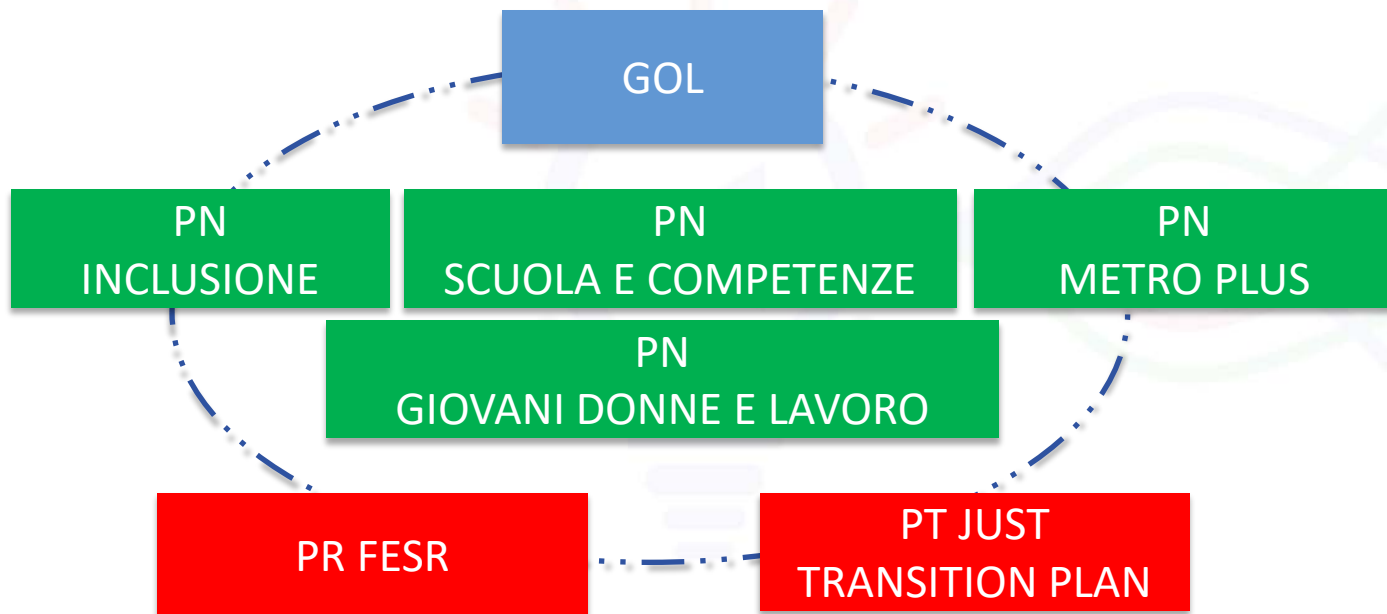 GOL
PN
INCLUSIONE
PN
SCUOLA E COMPETENZE
PN
METRO PLUS
PN
GIOVANI DONNE E LAVORO
PR FESR
PT JUST
TRANSITION PLAN